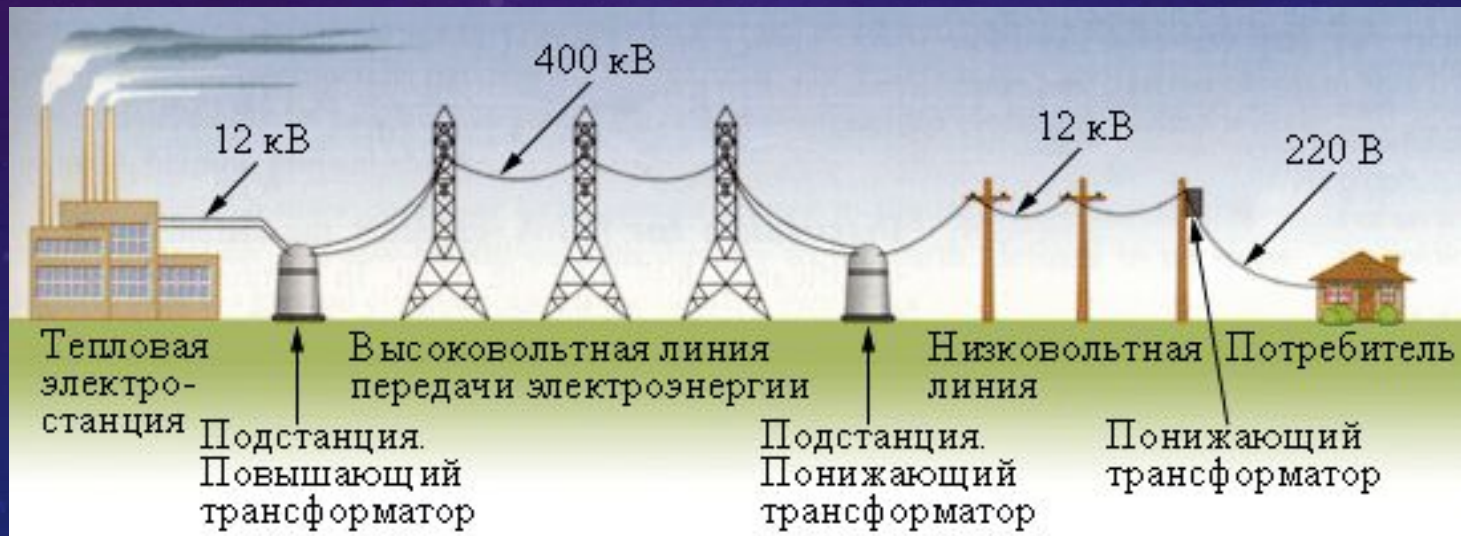 400 кВ
12 кВ
12 кВ
220 В
Тепловая
электро-
станция
Высоковольтная линия
передачи электроэнергии
Низковольтная
линия
Потребитель
Подстанция.
Повышающий
трансформатор
Подстанция.
Понижающий
трансформатор
Понижающий
трансформатор